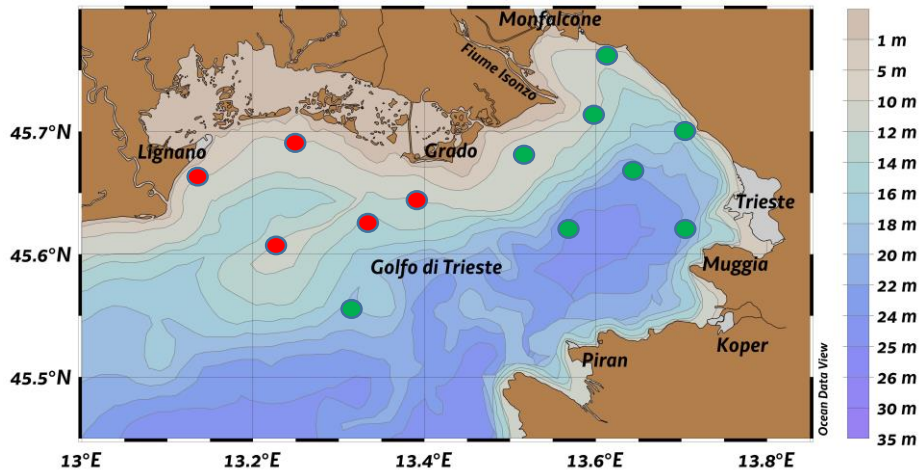 Monfalcone
Fiume Isonzo
45.7°N
Lignano
Grado
Trieste
45.6°N
Golfo di Trieste
Muggia
Koper
Piran
45.5°N
Ocean Data View
13°E
13.2°E
13.4°E
13.6°E
13.8°E
1 m
5 m
10 m
12 m
14 m
16 m
18 m
20 m
22 m
24 m
25 m
26 m
30 m
35 m